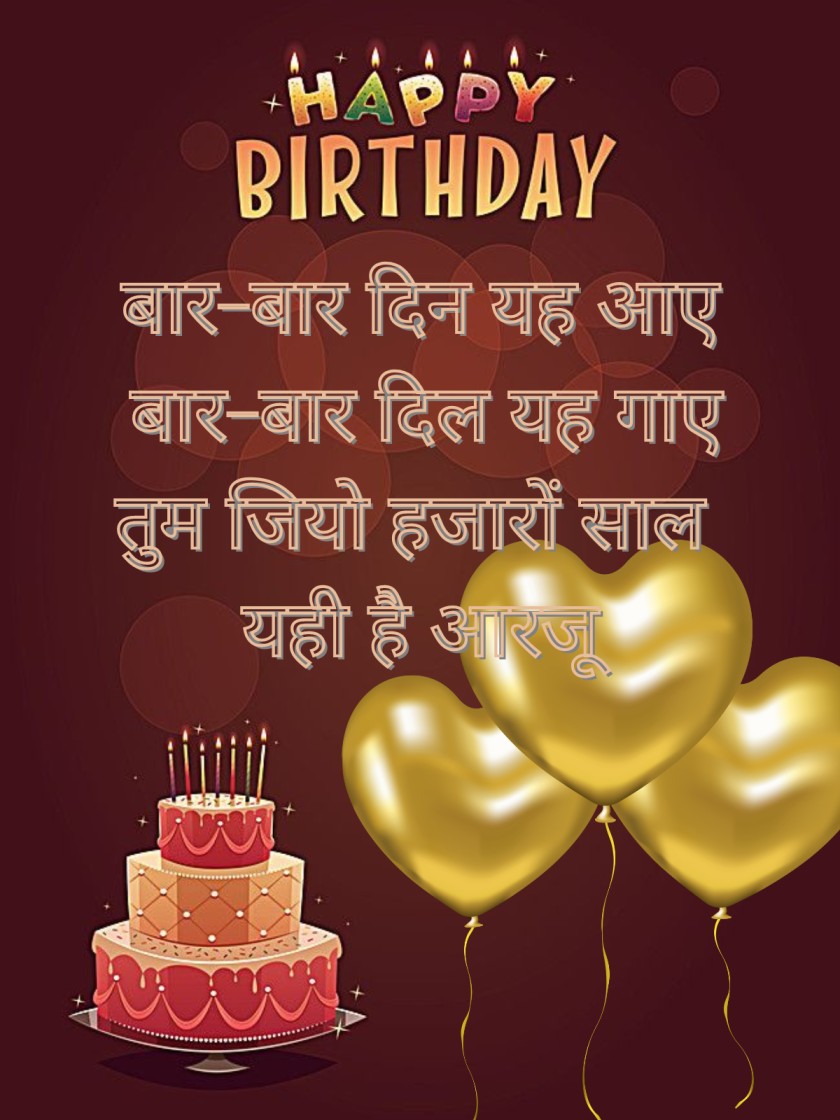 HAPPY
BIRTHDAY
बार-बार दिन यह आए
बार-बार दिल यह गाए
तुम जियो हजारों साल
यही है आरजू